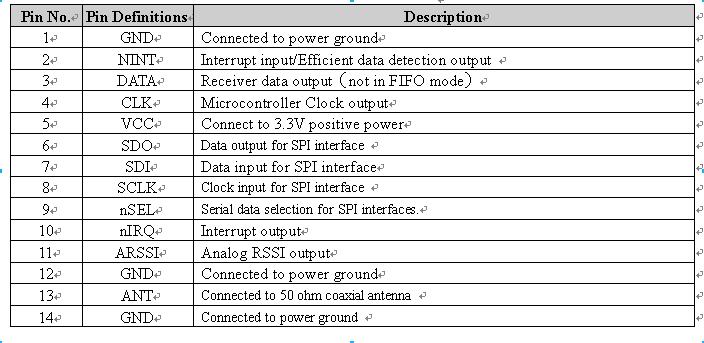 Pin No. Pin Definitions Description
1 GND Connected to power ground
2 NINT Interrupt input/Efficient data detection output
3 DATA Receiver data output（not in FIFO mode）
4 CLK Microcontroller Clock output
5 VCC Connect to 3.3V positive power
6 SDO Data output for SPI interface
7 SDI Data input for SPI interface
8 SCLK Clock input for SPI interface
9 nSEL Serial data selection for SPI interfaces.
10 nIRQ Interrupt output
11 ARSSI Analog RSSI output
12 GND Connected to power ground
13 ANT Connected to 50 ohm coaxial antenna
14 GND Connected to power ground